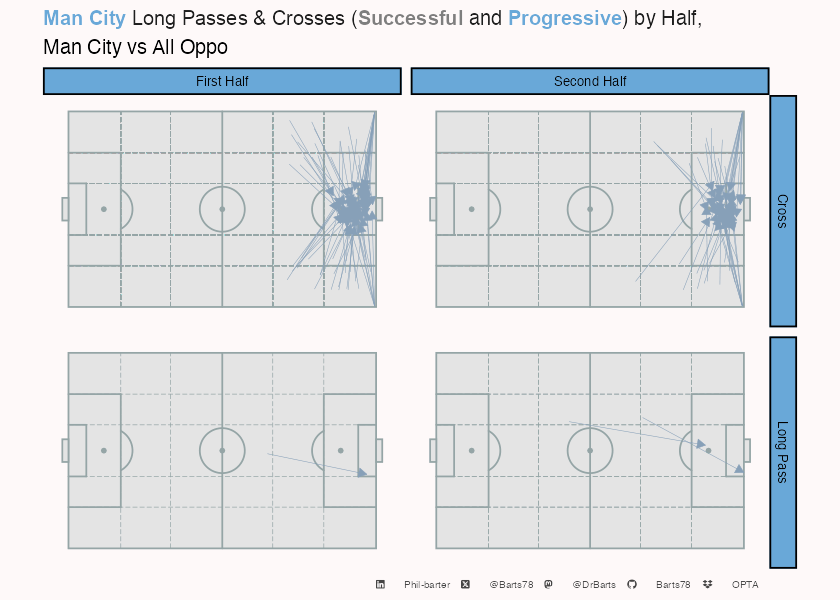 Man City Long Passes & Crosses (Successful and Progressive) by Half,
Man City vs All Oppo
First Half
Second Half
Cross
Long Pass
Phil-barter @Barts78 @DrBarts Barts78 OPTA